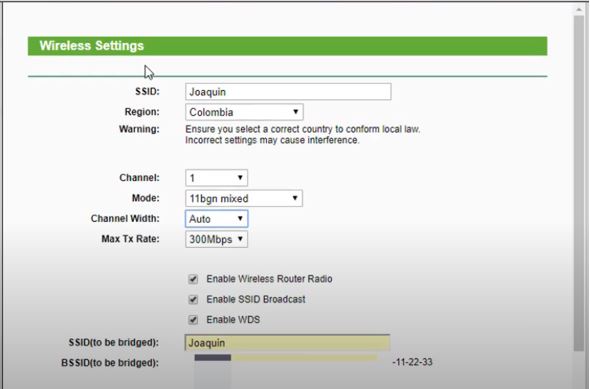 Wireless Settings
SSID: Joaquin
Region: Colombia
Warning: Ensure you select a correct country to conform local law.
Incorrect settings may cause interference.
Channel: 1
Mode: 11bgn mixed
Channel Width: Auto
Max Tx Rate: 300Mbps
Enable Wireless Router Radio
Enable SSID Broadcast
Enable WDS
SSID(to be bridged): Joaquin
BSSID(to be bridged): -11-22-33